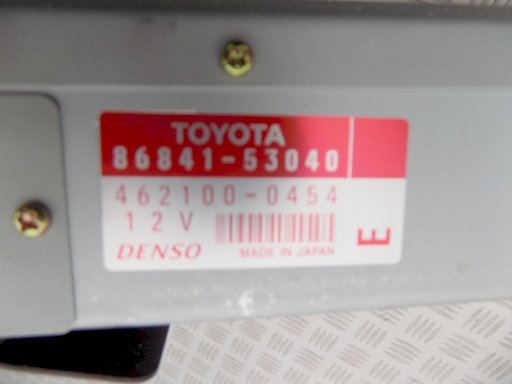 TOYOTA
86841-53040
462100-0454
12V
DENSO
MADE IN JAPAN
E